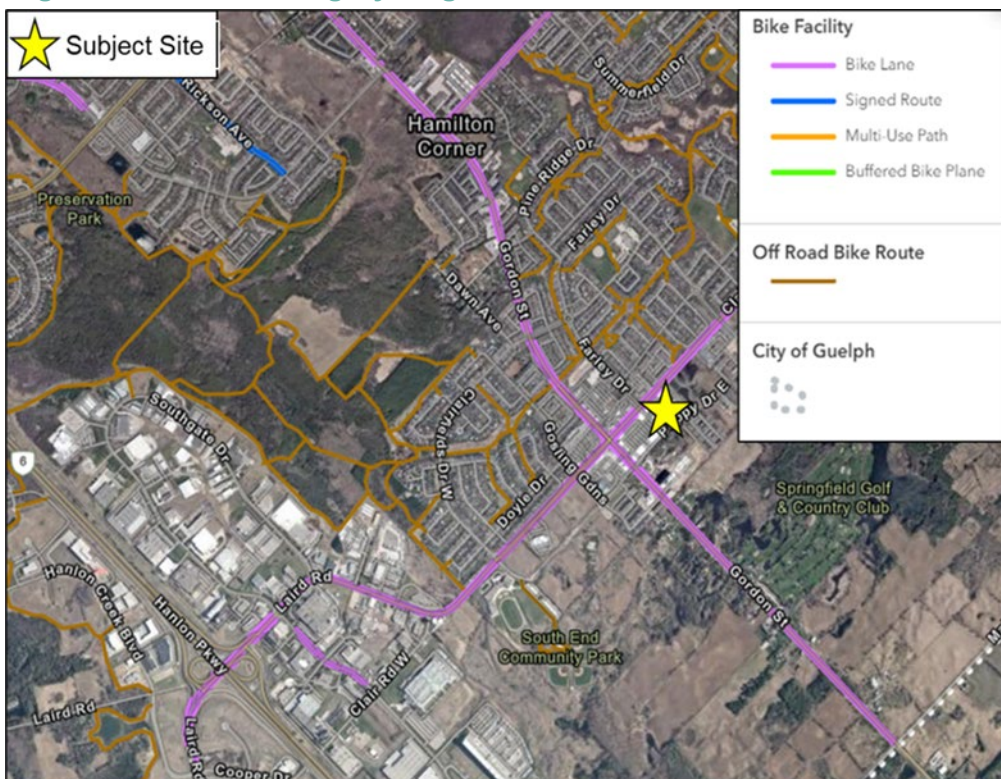 Subject Site
Bike Facility
Bike Lane
Signed Route
Multi-Use Path
Buffered Bike Plane
Off Road Bike Route
City of Guelph
Summerfield Dr
Rickson Ave
Hamilton
Corner
Pine Ridge Dr
Preservation
Park
Farley Dr
Gordon St
Dawn Ave
Farley Dr
Clairfields Dr W
Southgate Dr
Gosling Gdns
Doyle Dr
6
Springfield Golf
& Country Club
Hanlon Creek Blvd
Hanlon Pkwy
Laird Rd
Gordon St
South End
Community Park
Clair Rd W
Laird Rd
Cooper Dr